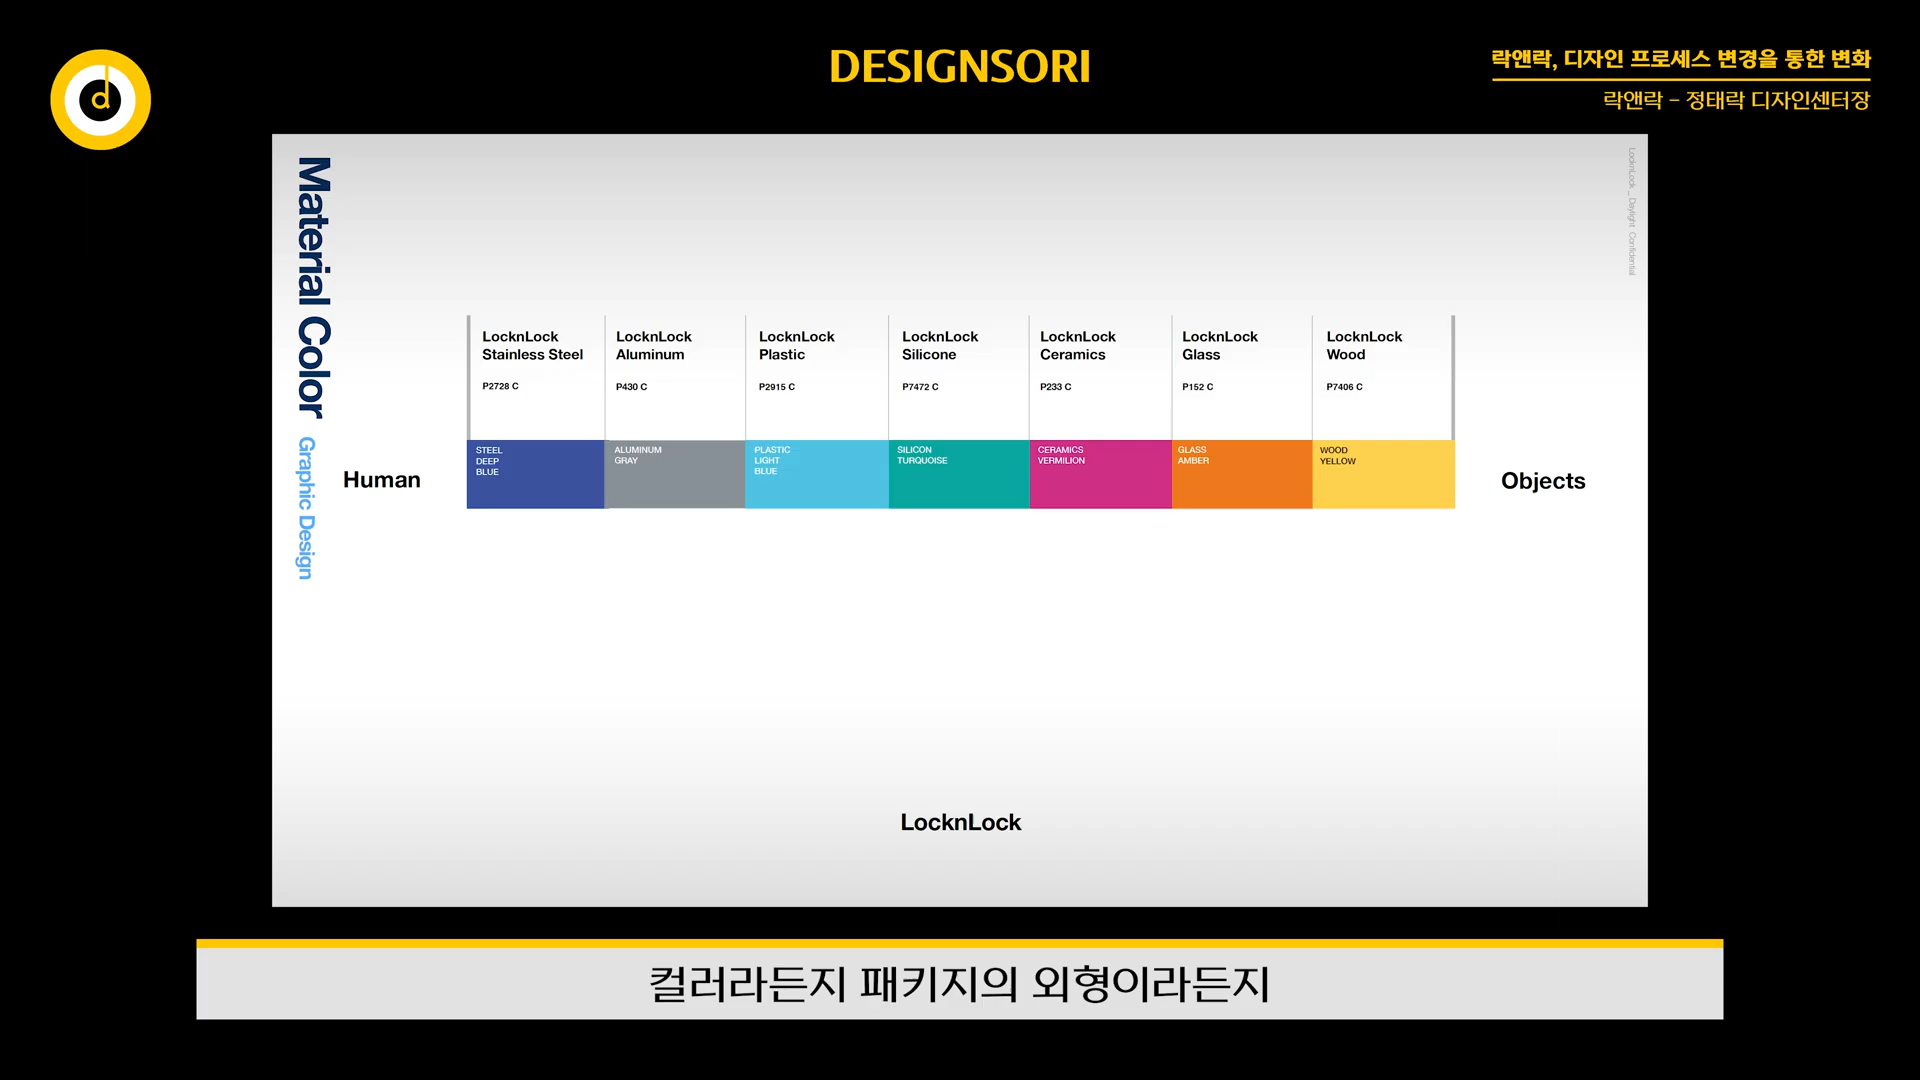 d
DESIGNSORI
락앤락, 디자인 프로세스 변경을 통한 변화
락앤락 - 정태락 디자인센터장
Material Color
Graphic Design
LocknLock _ Daylight Confidential
LocknLock
Stainless Steel
P2728 C
LocknLock
Aluminum
P430 C
LocknLock
Plastic
P2915 C
LocknLock
Silicone
P7472 C
LocknLock
Ceramics
P233 C
LocknLock
Glass
P152 C
LocknLock
Wood
P7406 C
Human
STEEL
DEEP
BLUE
ALUMINUM
GRAY
PLASTIC
LIGHT
BLUE
SILICON
TURQUOISE
CERAMICS
VERMILION
GLASS
AMBER
WOOD
YELLOW
Objects
LocknLock
컬러라든지 패키지의 외형이라든지